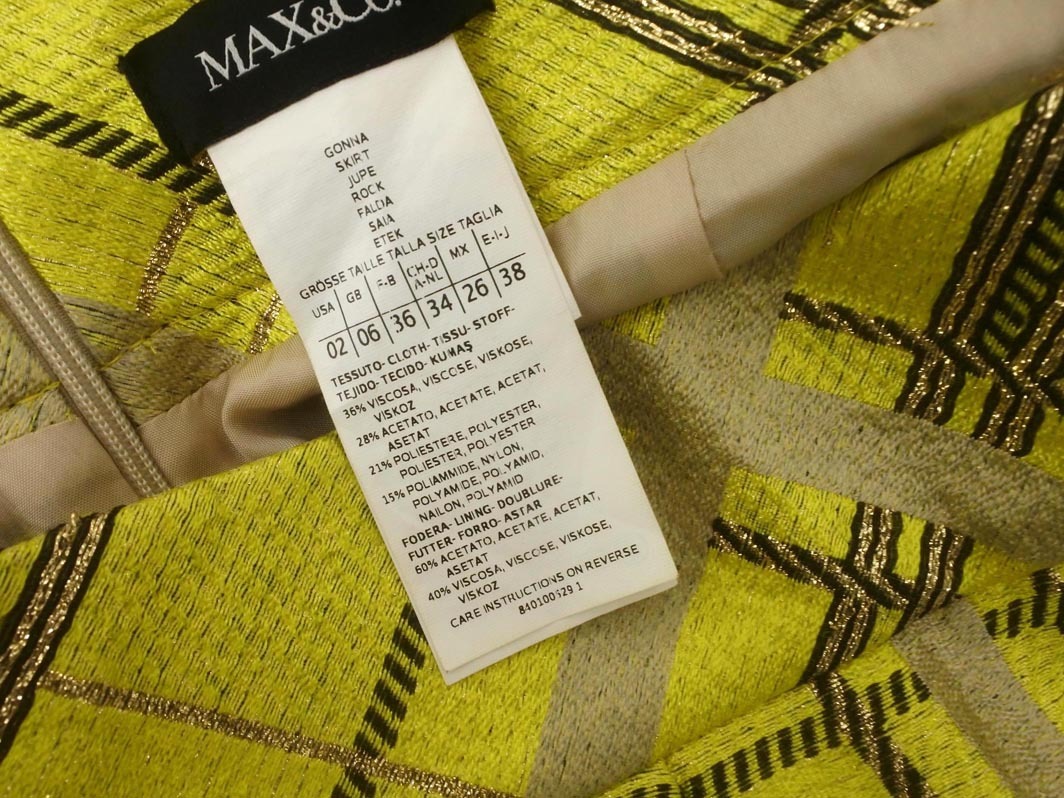 MAX&Co.
GONNA
SKIRT
JUPE
ROCK
FALDA
SAIA
ETEK
GRÖSSE TAILLE TALLA SIZE TAGLIA
USA GB F-B CH-D A-NL MX E-I-J
02 06 36 34 26 38
TESSUTO- CLOTH- TISSU- STOFF-
TEJIDO- TECIDO- KUMAŞ
36% VISCOSA, VISCOSE, VISKOSE,
VISKOZ
28% ACETATO, ACETATE, ACETAT,
ASETAT
21% POLIESTERE, POLYESTER,
POLIESTER, POLYESTER
15% POLIAMMIDE, NYLON,
POLYAMIDE, POLYAMID,
NAILON, POLYAMID
FODERA- LINING- DOUBLURE-
FUTTER- FORRO- ASTAR
60% ACETATO, ACETATE, ACETAT,
ASETAT
40% VISCOSA, VISCOSE, VISKOSE,
VISKOZ
CARE INSTRUCTIONS ON REVERSE
840100629 1